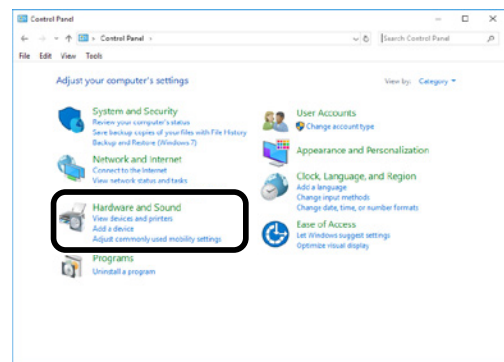 Control Panel
Control Panel
Search Control Panel
File Edit View Tools
Adjust your computer's settings
View by: Category
System and Security
Review your computer's status
Save backup copies of your files with File History
Backup and Restore (Windows 7)
Network and Internet
Connect to the Internet
View network status and tasks
Hardware and Sound
View devices and printers
Add a device
Adjust commonly used mobility settings
Programs
Uninstall a program
User Accounts
Change account type
Appearance and Personalization
Clock, Language, and Region
Add a language
Change input methods
Change date, time, or number formats
Ease of Access
Let Windows suggest settings
Optimize visual display